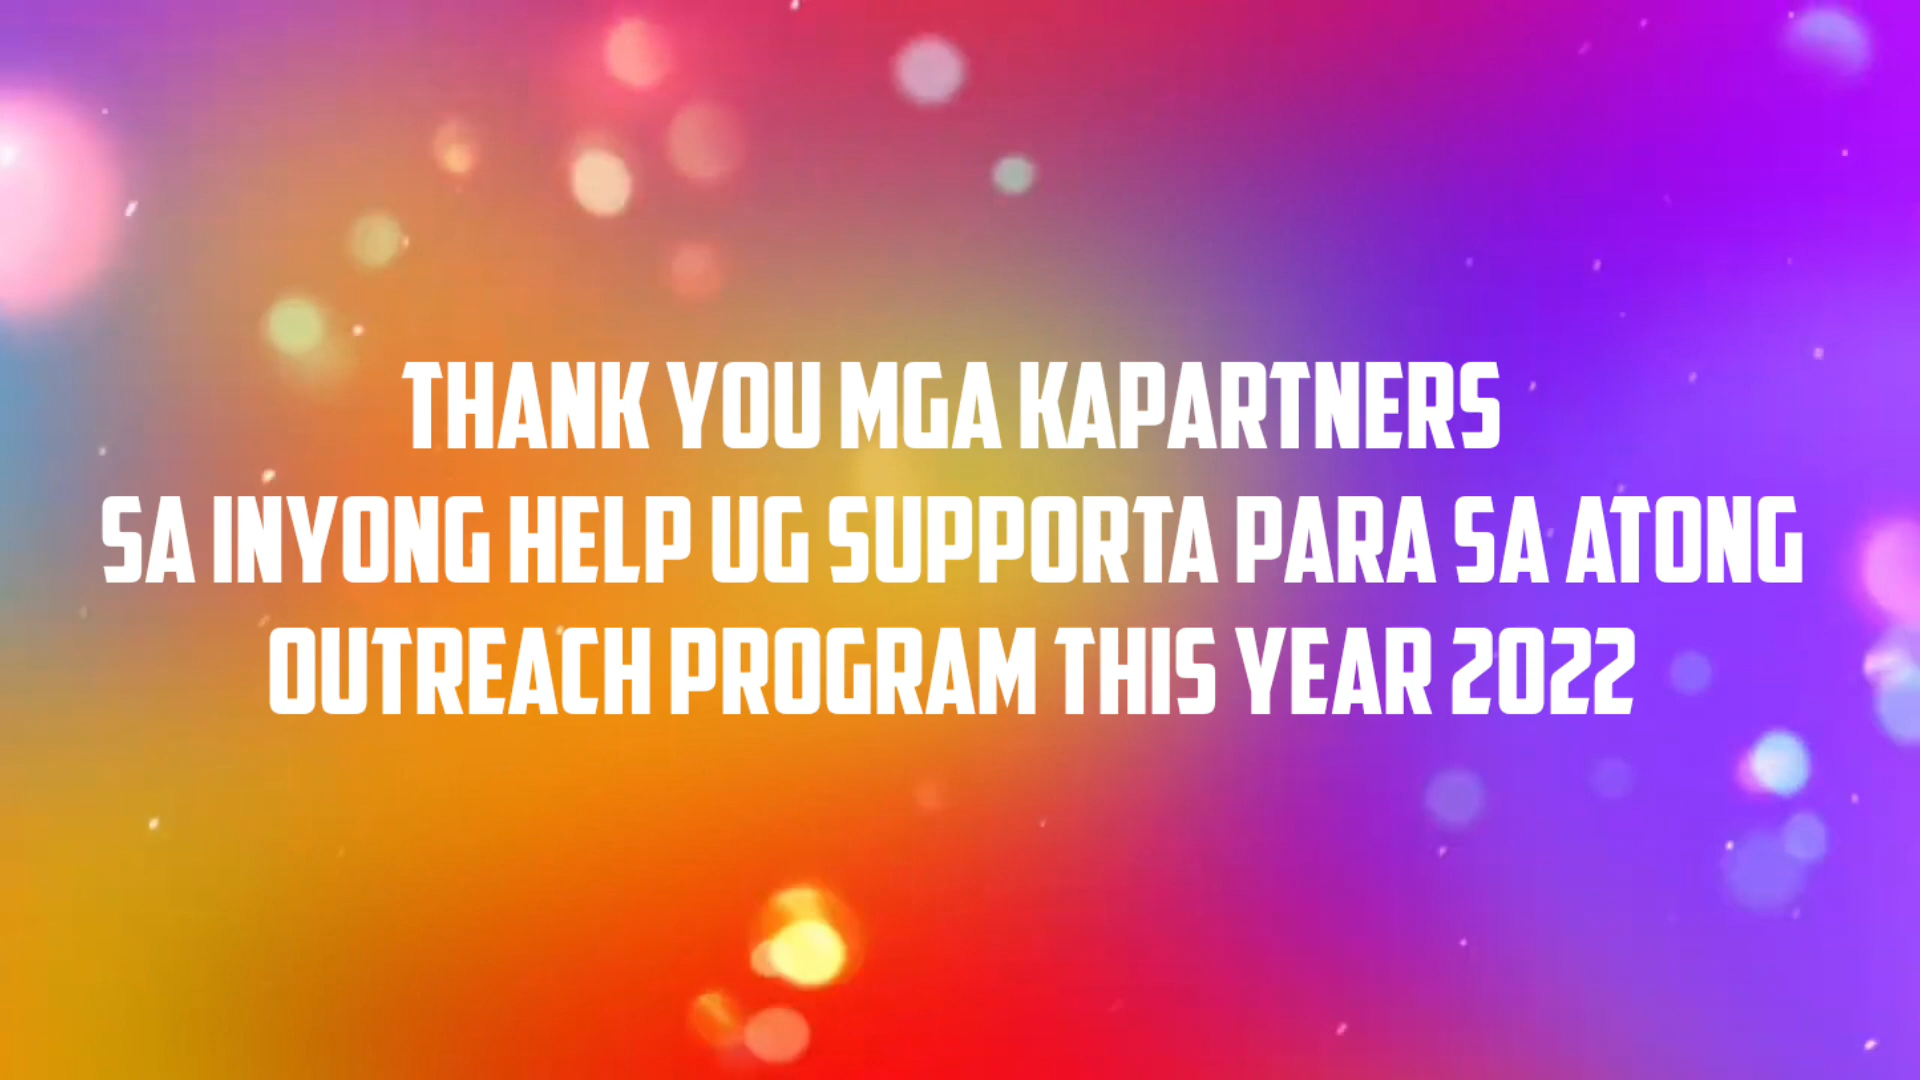 THANK YOU MGA KAPARTNERS
SA INYONG HELP UG SUPPORTA PARA SA ATONG
OUTREACH PROGRAM THIS YEAR 2022